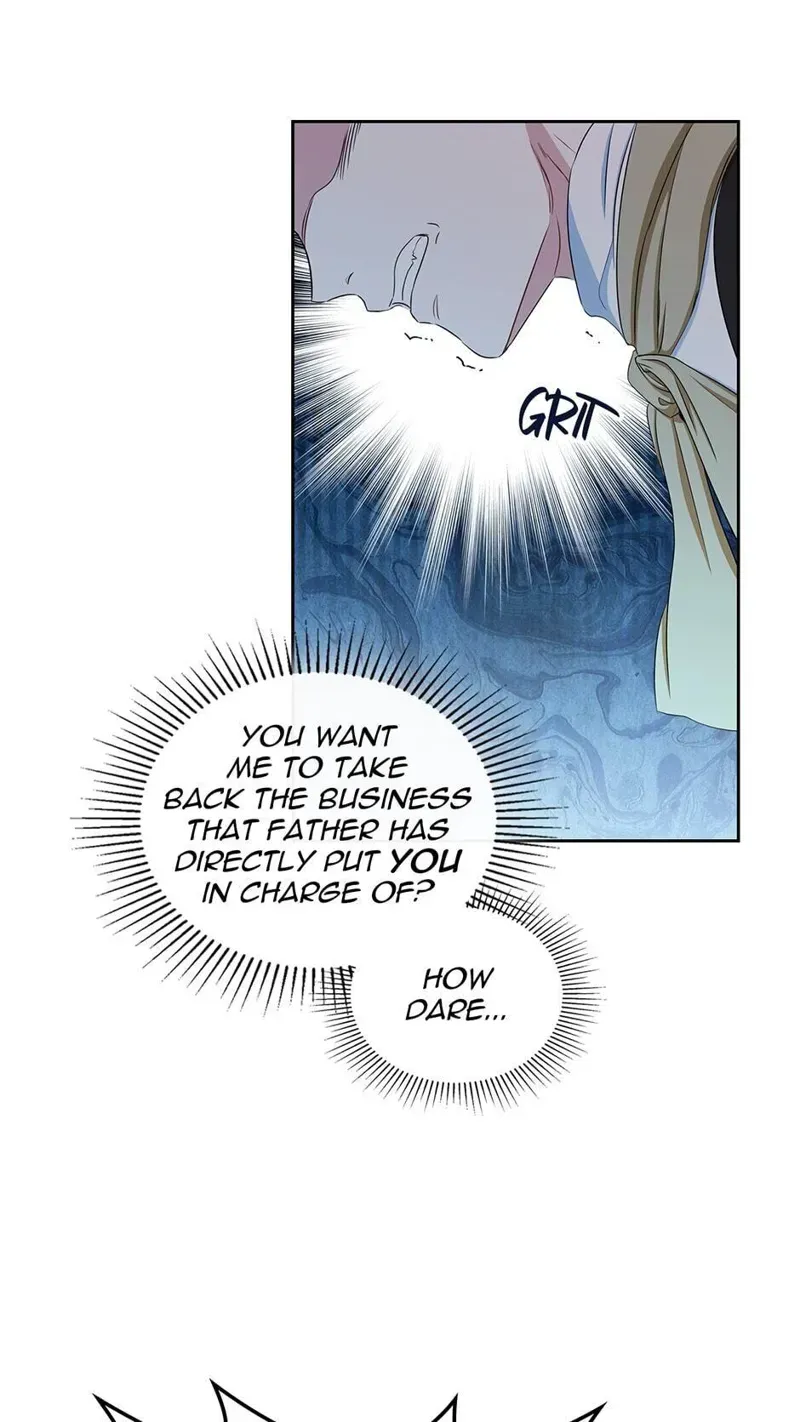 GRIT
YOU WANT
ME TO TAKE
BACK THE BUSINESS
THAT FATHER HAS
DIRECTLY PUT YOU
IN CHARGE OF?
HOW
DARE...